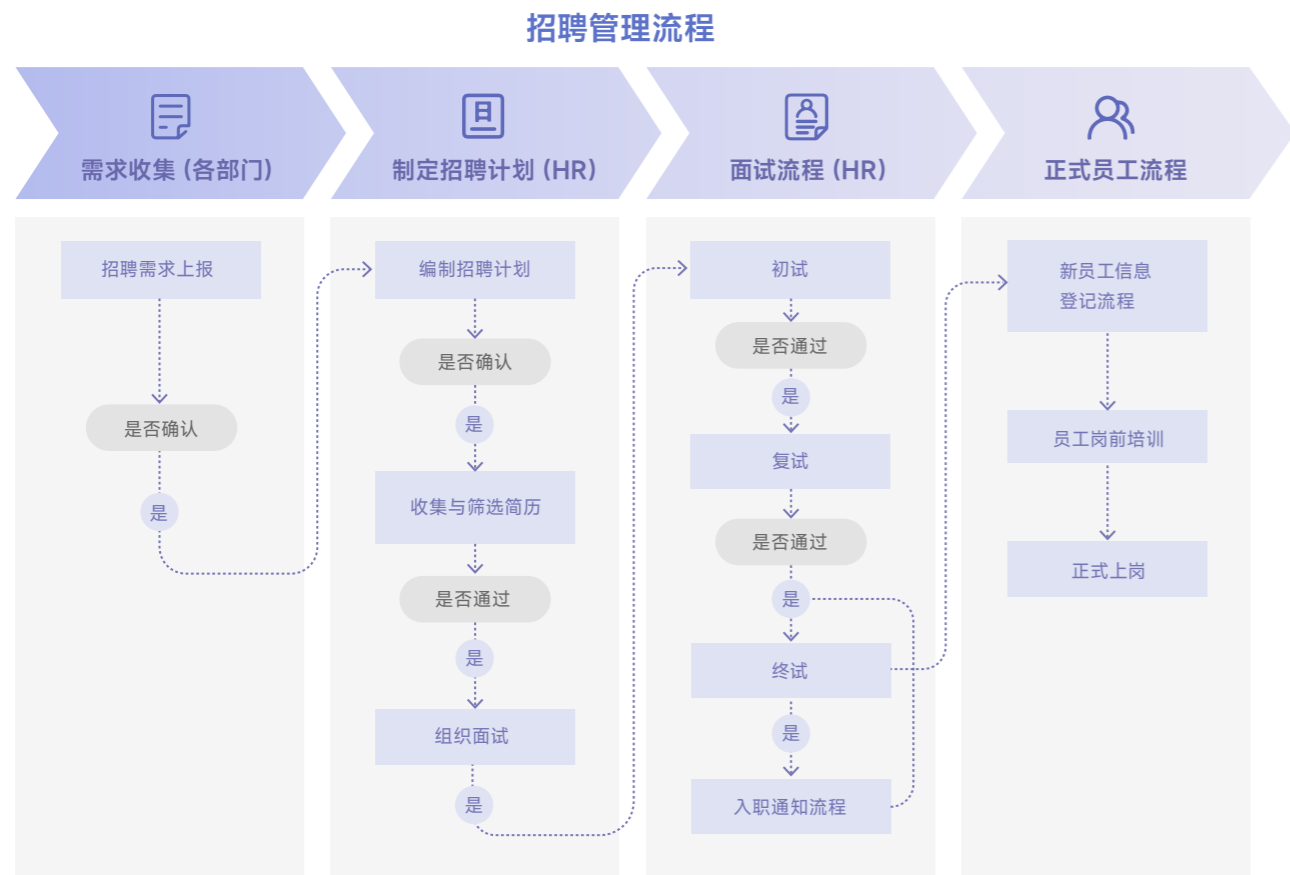 招聘管理流程
需求收集 (各部门)
制定招聘计划 (HR)
面试流程 (HR)
正式员工流程
招聘需求上报
是否确认
是
编制招聘计划
是否确认
是
收集与筛选简历
是否通过
是
组织面试
是
初试
是否通过
是
复试
是否通过
是
终试
是
入职通知流程
新员工信息
登记流程
员工岗前培训
正式上岗